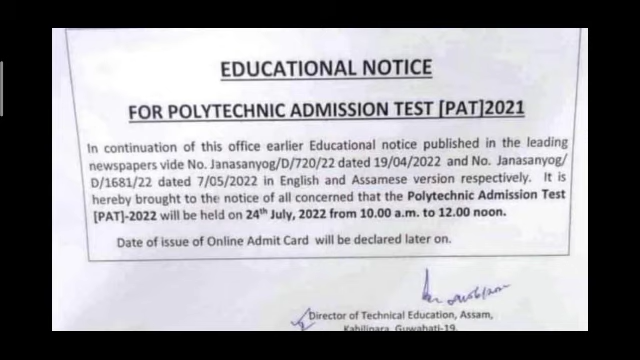 EDUCATIONAL NOTICE
FOR POLYTECHNIC ADMISSION TEST [PAT]2021
In continuation of this office earlier Educational notice published in the leading
newspapers vide No. Janasanyog/D/720/22 dated 19/04/2022 and No. Janasanyog/
D/1681/22 dated 7/05/2022 in English and Assamese version respectively. It is
hereby brought to the notice of all concerned that the Polytechnic Admission Test
[PAT]-2022 will be held on 24th July, 2022 from 10.00 a.m. to 12.00 noon.
Date of issue of Online Admit Card will be declared later on.
Director of Technical Education, Assam,
Kahilipara, Guwahati-19.